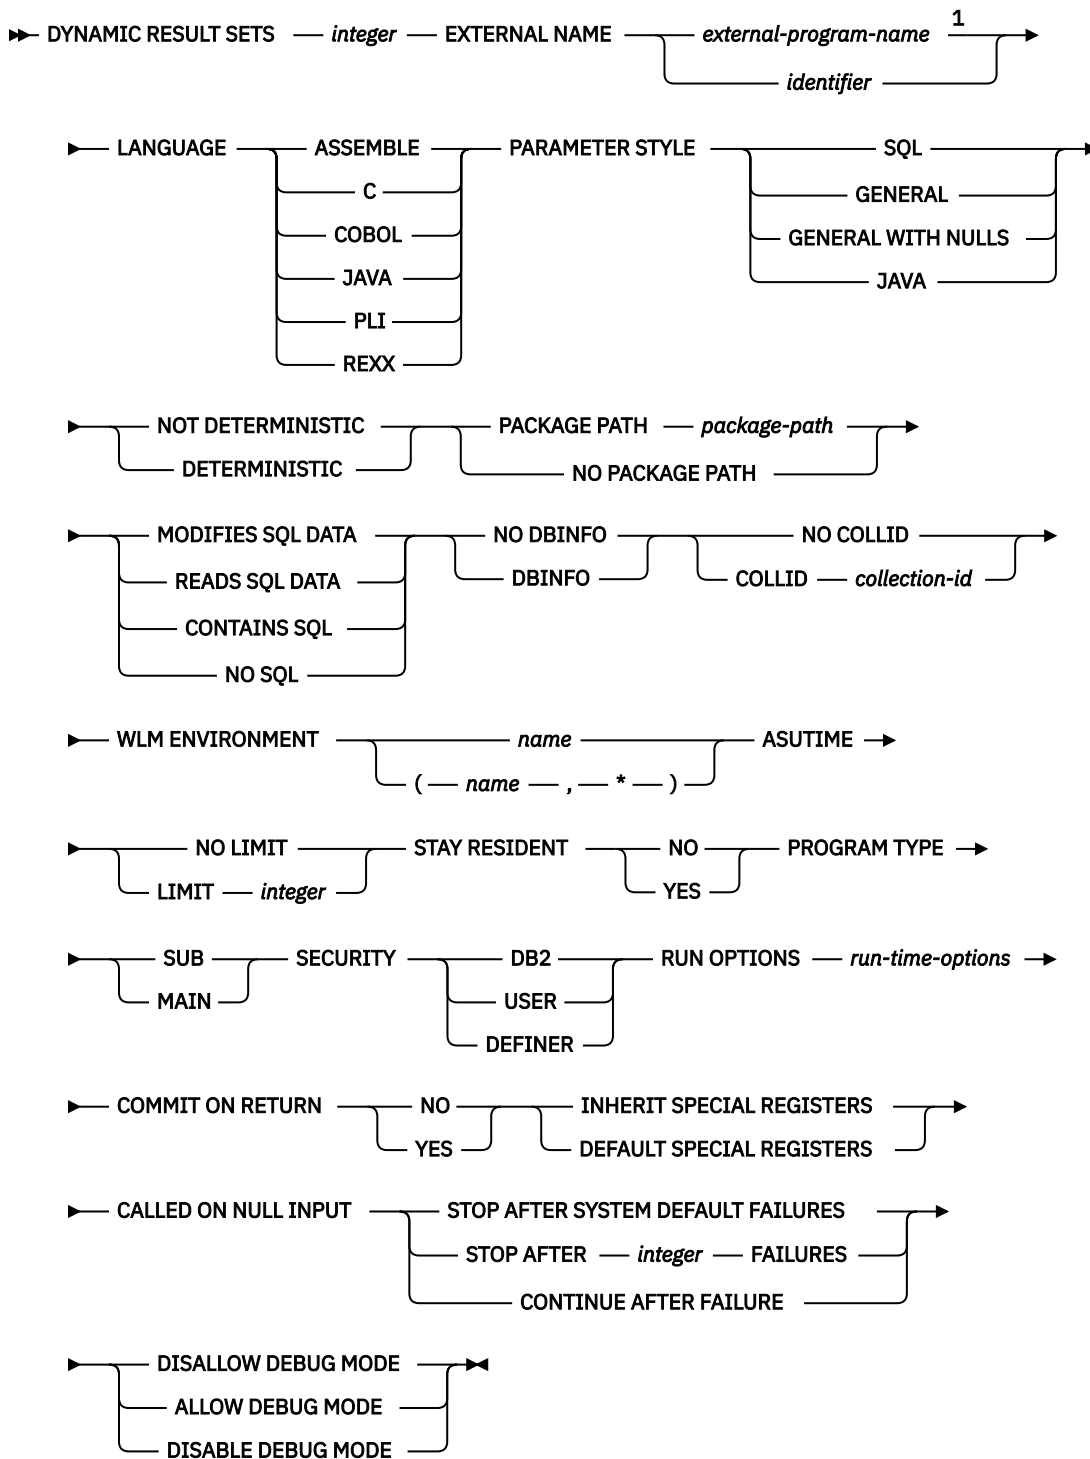 DYNAMIC RESULT SETS integer EXTERNAL NAME external-program-name 1
identifier
LANGUAGE ASSEMBLE PARAMETER STYLE SQL
C GENERAL
COBOL GENERAL WITH NULLS
JAVA JAVA
PLI
REXX
NOT DETERMINISTIC PACKAGE PATH package-path
DETERMINISTIC NO PACKAGE PATH
MODIFIES SQL DATA NO DBINFO NO COLLID
READS SQL DATA DBINFO COLLID collection-id
CONTAINS SQL
NO SQL
WLM ENVIRONMENT name ASUTIME
( name , * )
NO LIMIT STAY RESIDENT NO PROGRAM TYPE
LIMIT integer YES
SUB SECURITY DB2 RUN OPTIONS run-time-options
MAIN USER
DEFINER
COMMIT ON RETURN NO INHERIT SPECIAL REGISTERS
YES DEFAULT SPECIAL REGISTERS
CALLED ON NULL INPUT STOP AFTER SYSTEM DEFAULT FAILURES
STOP AFTER integer FAILURES
CONTINUE AFTER FAILURE
DISALLOW DEBUG MODE
ALLOW DEBUG MODE
DISABLE DEBUG MODE